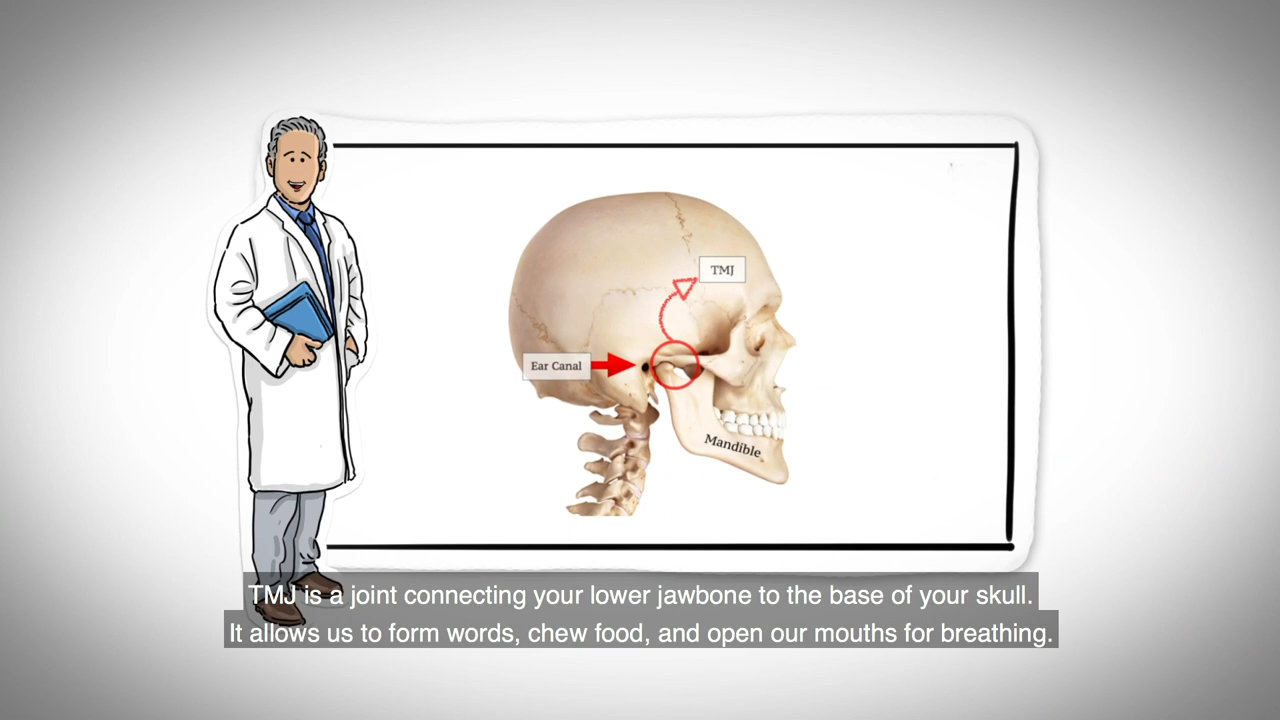 TMJ
Ear Canal
Mandible
TMJ is a joint connecting your lower jawbone to the base of your skull.
It allows us to form words, chew food, and open our mouths for breathing.